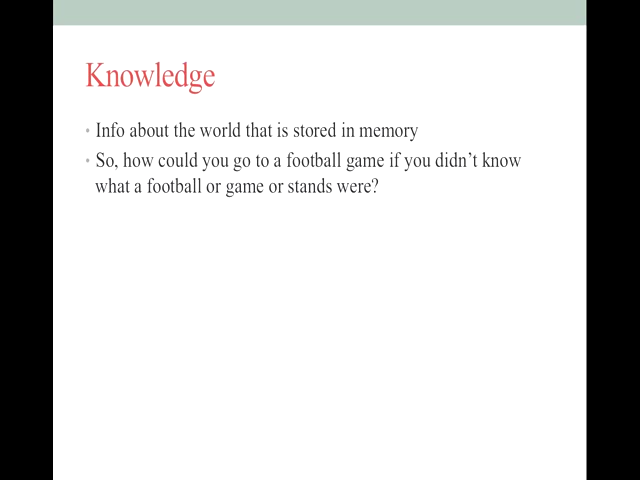 Knowledge
• Info about the world that is stored in memory
• So, how could you go to a football game if you didn’t know
what a football or game or stands were?